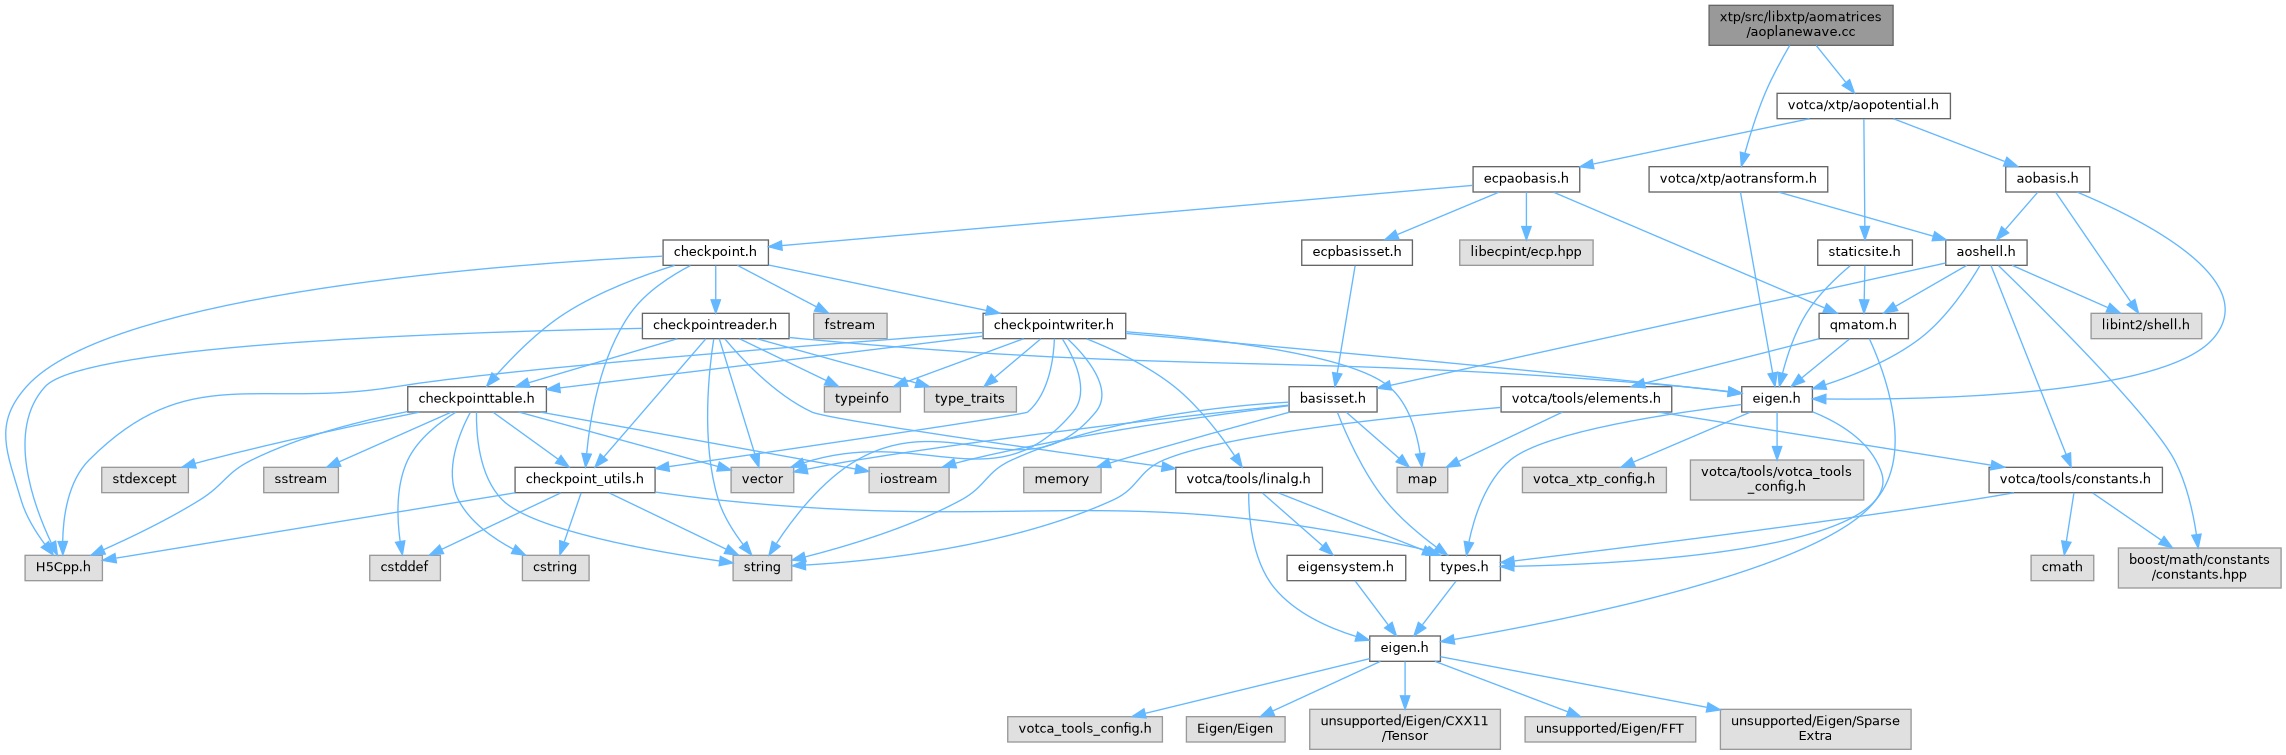 xtp/src/libxtp/aomatrices
/aoplanewave.cc
votca/xtp/aopotential.h
ecpaobasis.h
votca/xtp/aotransform.h
aobasis.h
checkpoint.h
ecpbasisset.h
libecpint/ecp.hpp
staticsite.h
aoshell.h
checkpointreader.h
fstream
checkpointwriter.h
qmatom.h
libint2/shell.h
checkpointtable.h
typeinfo
type_traits
basisset.h
votca/tools/elements.h
eigen.h
stdexcept
sstream
checkpoint_utils.h
vector
iostream
memory
votca/tools/linalg.h
map
votca_xtp_config.h
votca/tools/votca_tools
_config.h
votca/tools/constants.h
H5Cpp.h
cstddef
cstring
string
eigensystem.h
types.h
cmath
boost/math/constants
/constants.hpp
eigen.h
votca_tools_config.h
Eigen/Eigen
unsupported/Eigen/CXX11
/Tensor
unsupported/Eigen/FFT
unsupported/Eigen/Sparse
Extra